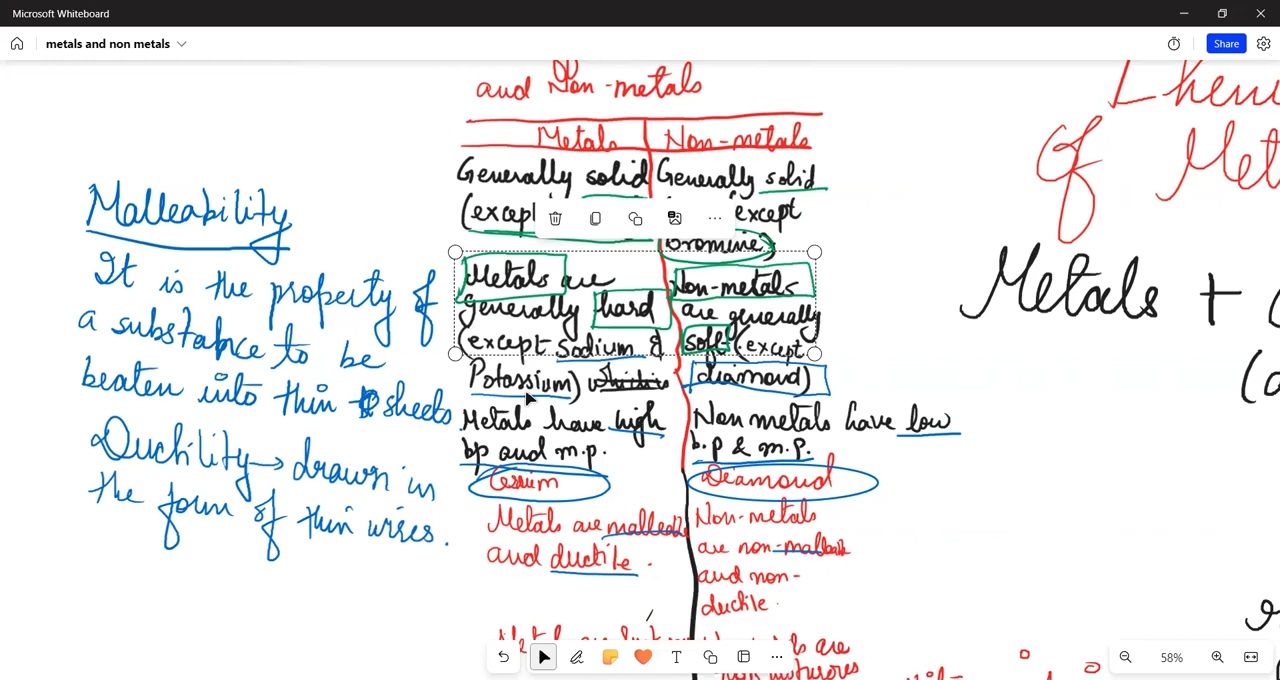 Microsoft Whiteboard
metals and non metals
Share
and Non-metals
Metals Non-metals
Generally solid Generally solid
(except except
Bromine)
Metals are Non-metals
generally hard are generally
(except sodium & soft (except
Potassium) diamond)
Metals have high Non metals have low
bp and m.p. b.p & m.p.
Diamond
Metals are Non-metals
and ductile. are non-
and non-
ductile.
are
Malleability
It is the property of
a substance to be
beaten into thin sheets.
Ductility → drawn in
the form of thin wires.
of Met
Metals +
58%